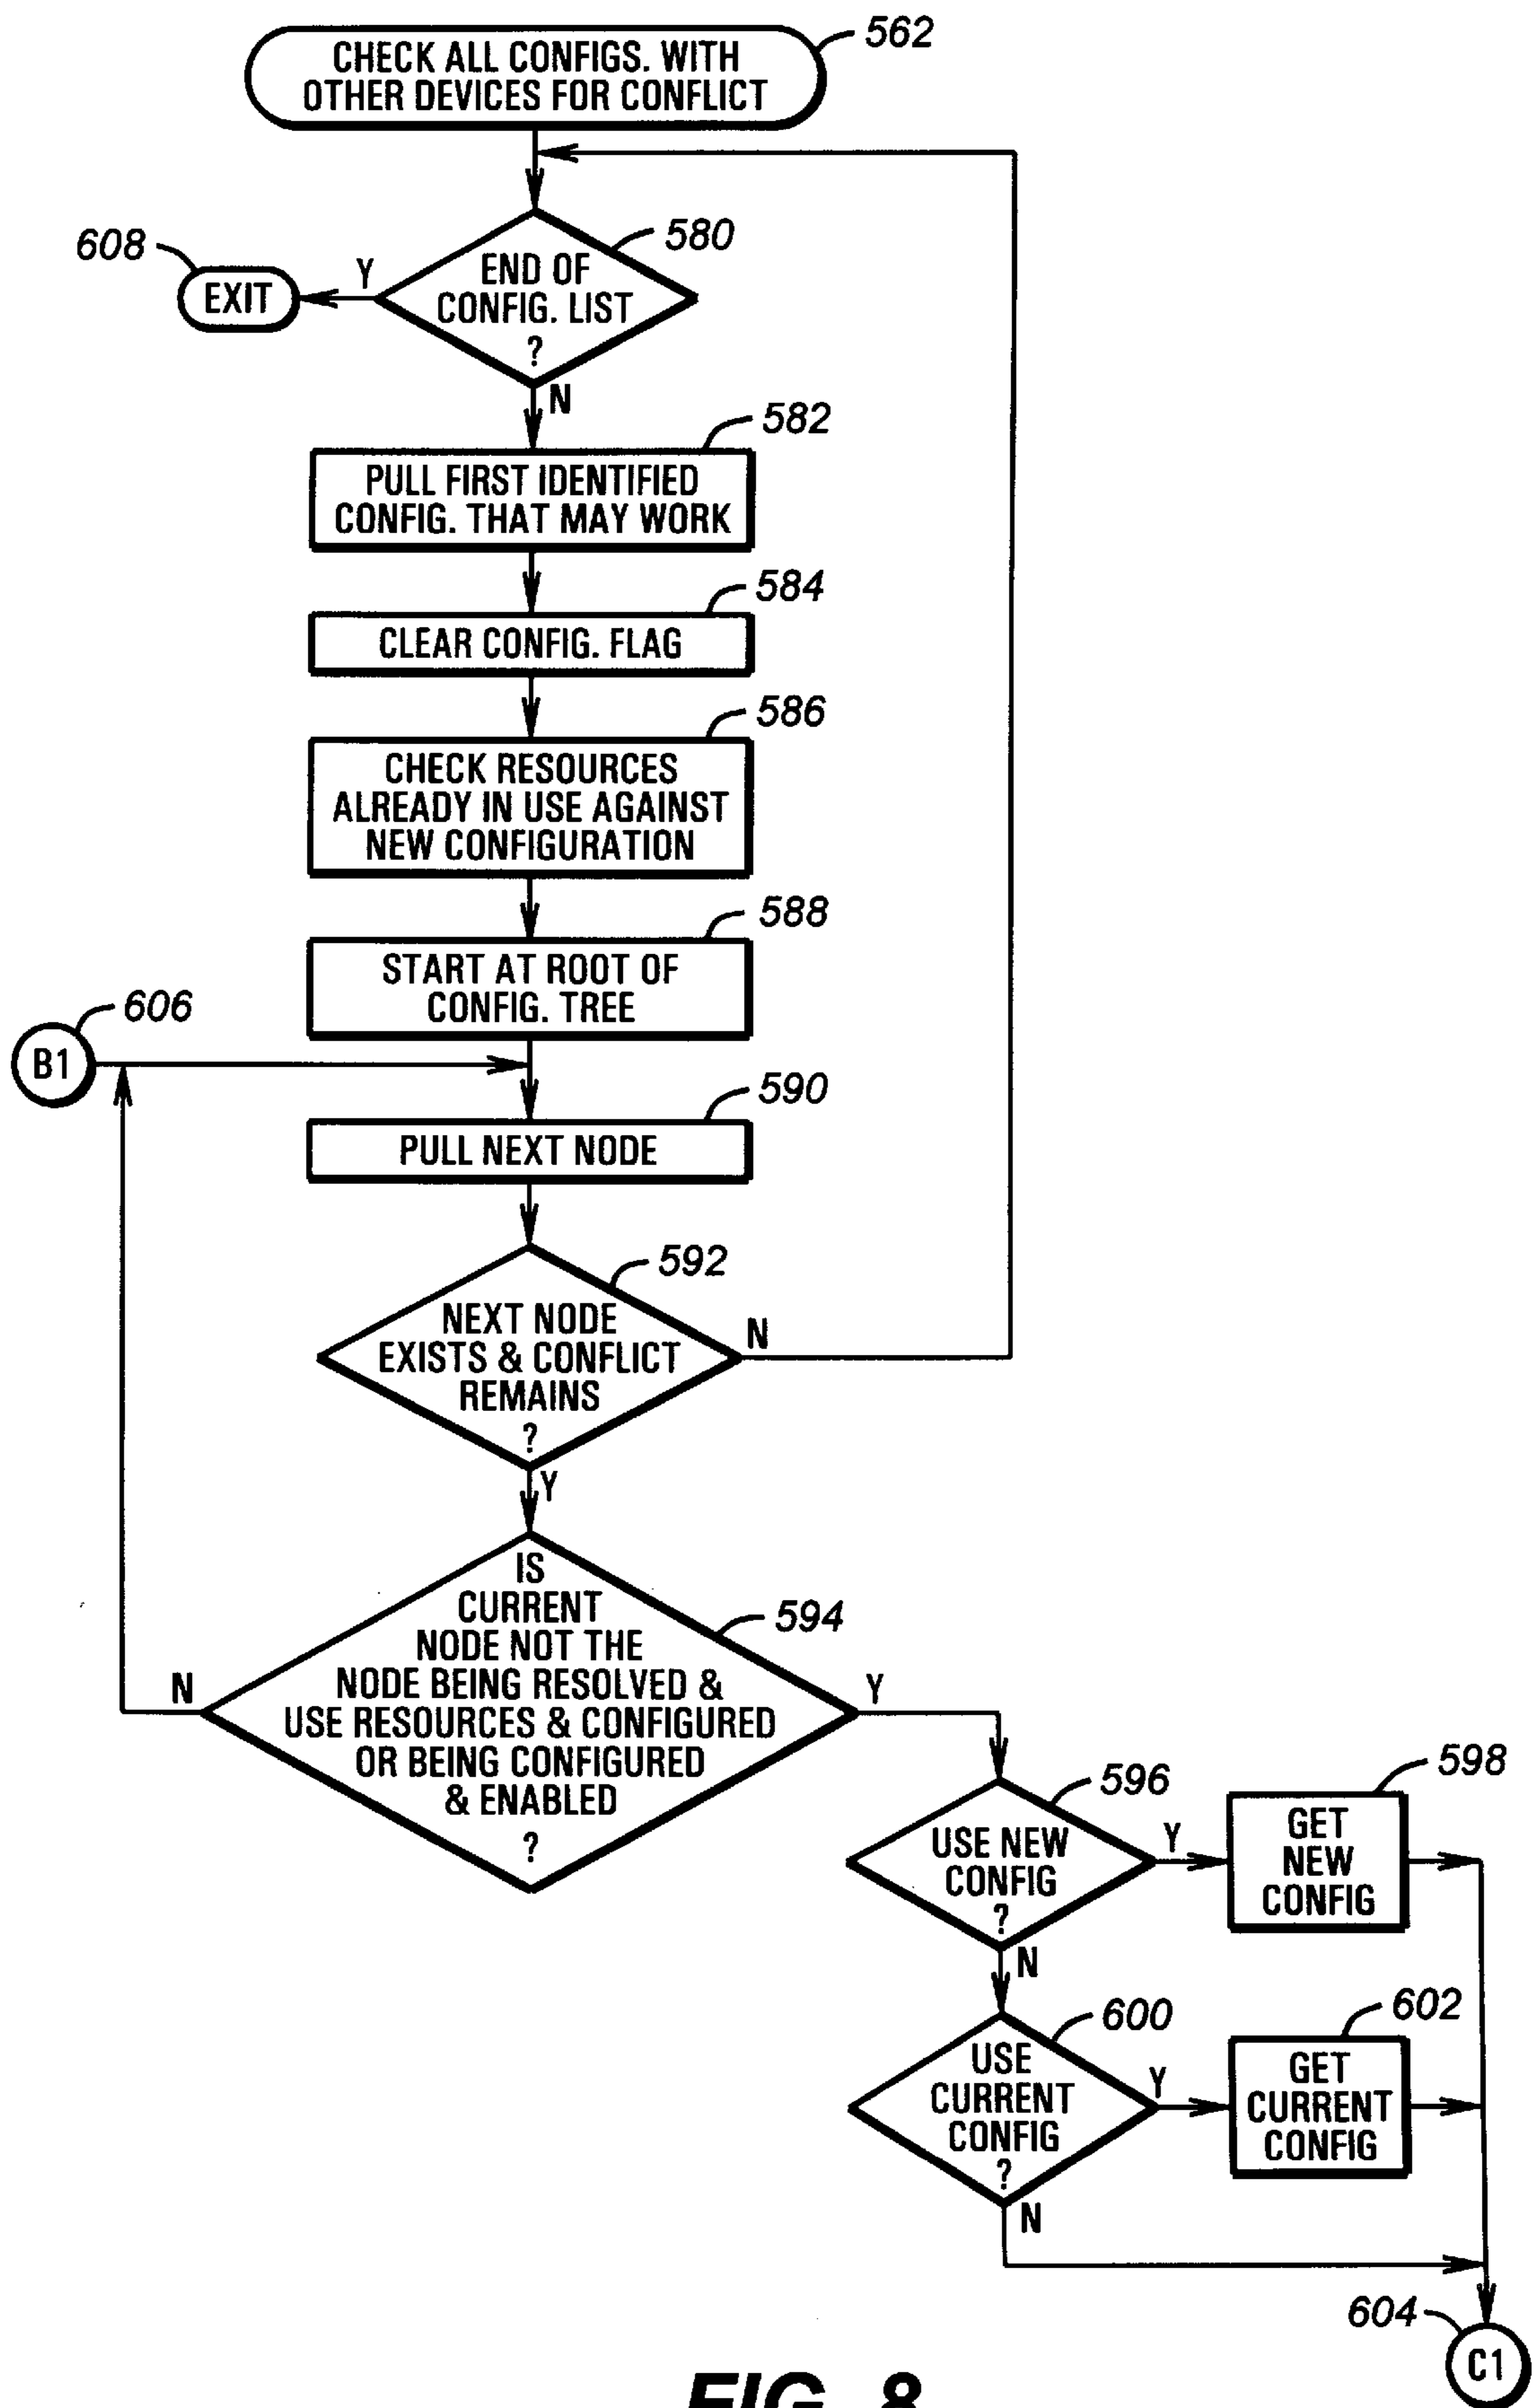 562
CHECK ALL CONFIGS. WITH
OTHER DEVICES FOR CONFLICT
580
608
EXIT
Y
END OF
CONFIG. LIST
?
N
582
PULL FIRST IDENTIFIED
CONFIG. THAT MAY WORK
584
CLEAR CONFIG. FLAG
586
CHECK RESOURCES
ALREADY IN USE AGAINST
NEW CONFIGURATION
588
START AT ROOT OF
CONFIG. TREE
606
B1
590
PULL NEXT NODE
592
NEXT NODE
EXISTS & CONFLICT
REMAINS
?
N
Y
594
IS
CURRENT
NODE NOT THE
NODE BEING RESOLVED &
USE RESOURCES & CONFIGURED
OR BEING CONFIGURED
& ENABLED
?
N
Y
596
USE NEW
CONFIG
?
Y
598
GET
NEW
CONFIG
N
600
USE
CURRENT
CONFIG
?
Y
602
GET
CURRENT
CONFIG
N
604
C1
FIG. 8